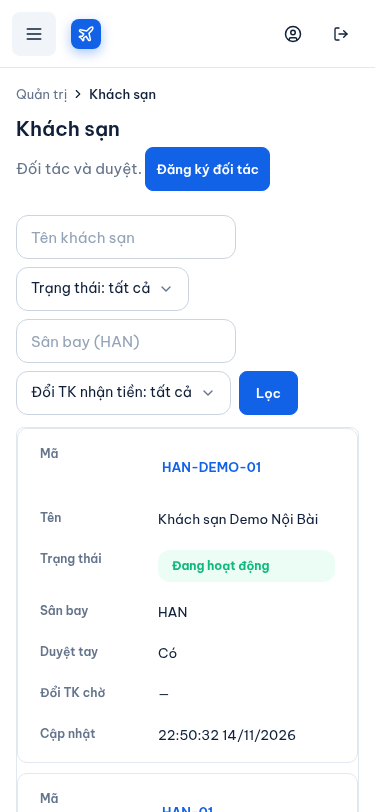 Quản trị > Khách sạn
Khách sạn
Đối tác và duyệt. Đăng ký đối tác
Tên khách sạn
Trạng thái: tất cả
Sân bay (HAN)
Đổi TK nhận tiền: tất cả Lọc
Mã HAN-DEMO-01
Tên Khách sạn Demo Nội Bài
Trạng thái Đang hoạt động
Sân bay HAN
Duyệt tay Có
Đổi TK chờ —
Cập nhật 22:50:32 14/11/2026
Mã HAN-01